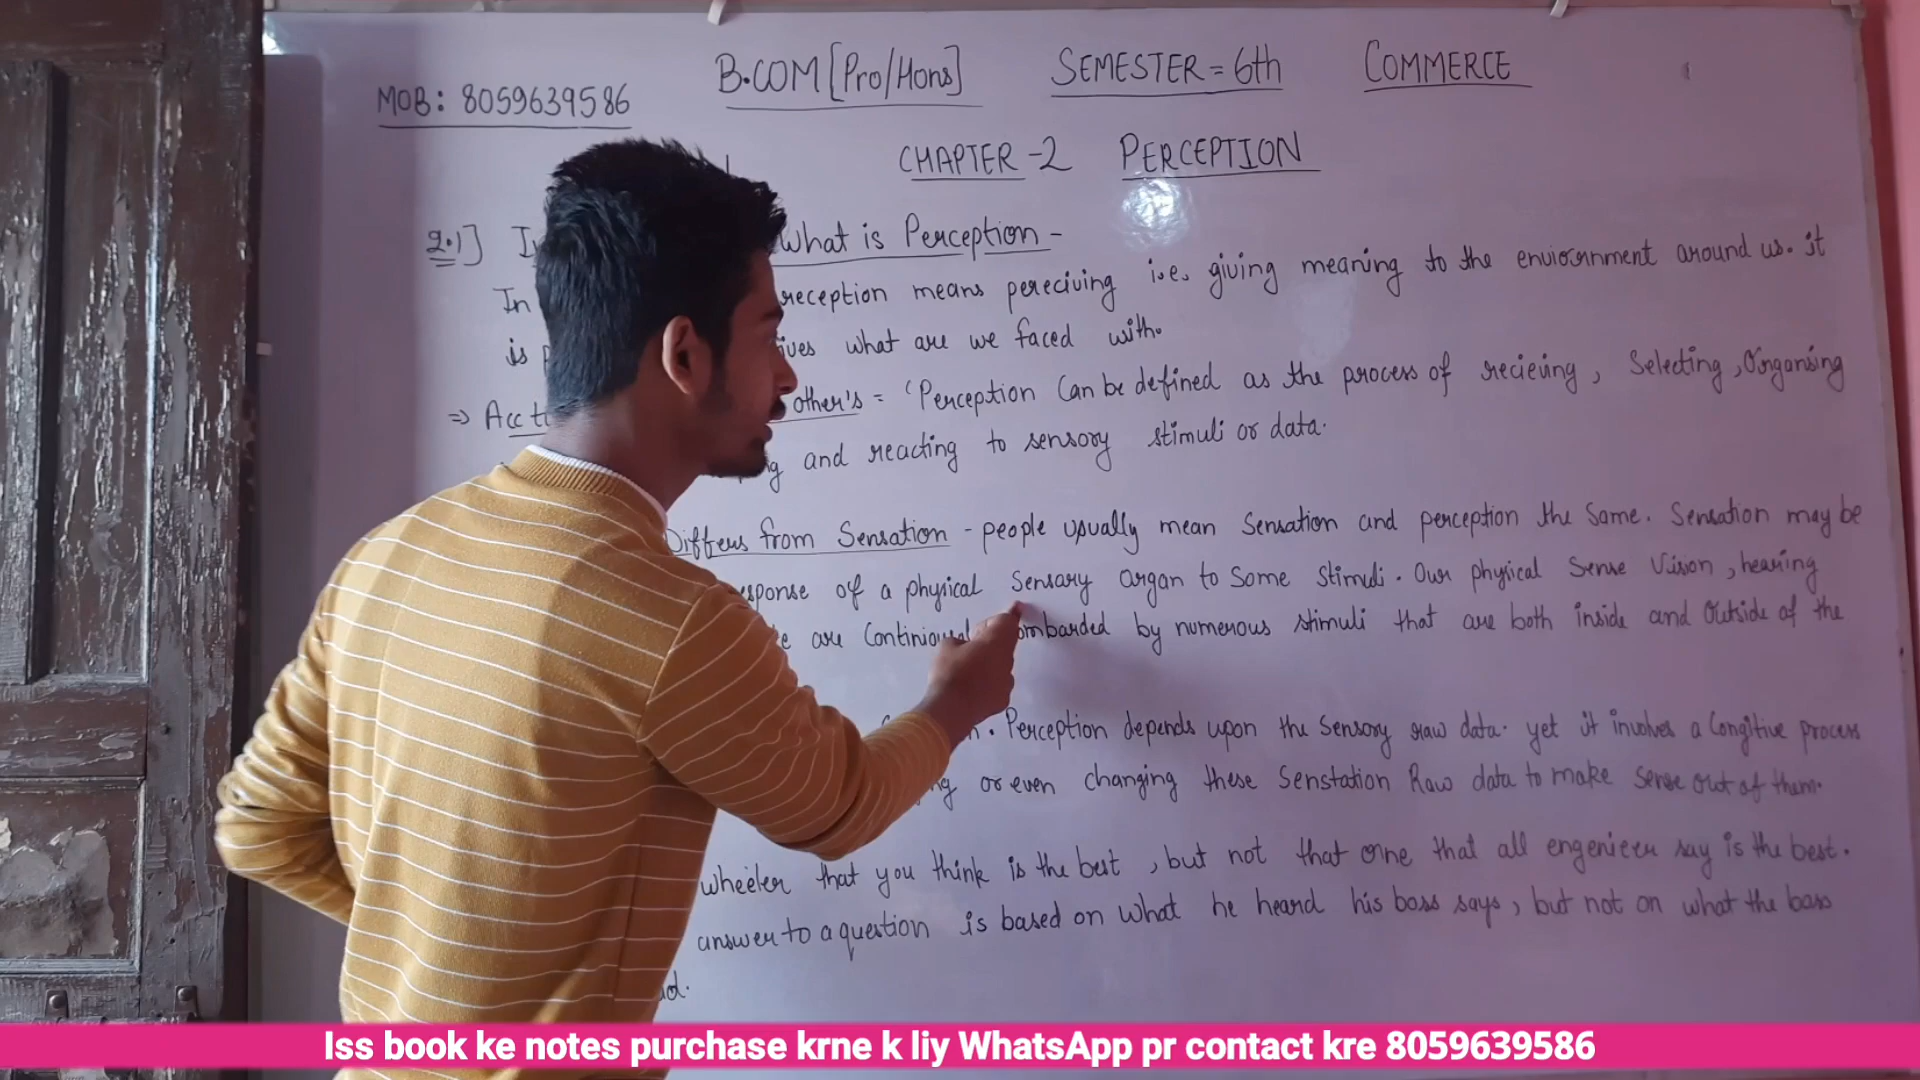 B.COM [Pro/Hons] SEMESTER = 6th COMMERCE
MOB: 8059639586
CHAPTER - 2 PERCEPTION
2.1] What is Perception -
In reception means pereciving i.e. giving meaning to the enviornment around us. it
is what are we faced with.
=> other's = 'Perception Can be defined as the process of recieving, Selecting, Organsing
and reacting to sensory stimuli or data.
Differs from Sensation - people usually mean Sensation and perception the Same. Sensation may be
of a physical Sensary organ to Some Stimuli. Our physical Sense Vision, hearing
are by numerous stimuli that are both inside and Outside of the
Perception depends upon the Sensory raw data. yet it involves a Congitive process
or even changing these Senstation Raw data to make Sense out of them.
wheeler that you think is the best, but not that one that all engenieer say is the best.
answer to a question is based on what he heard his boss says, but not on what the boss
Iss book ke notes purchase krne k liy WhatsApp pr contact kre 8059639586